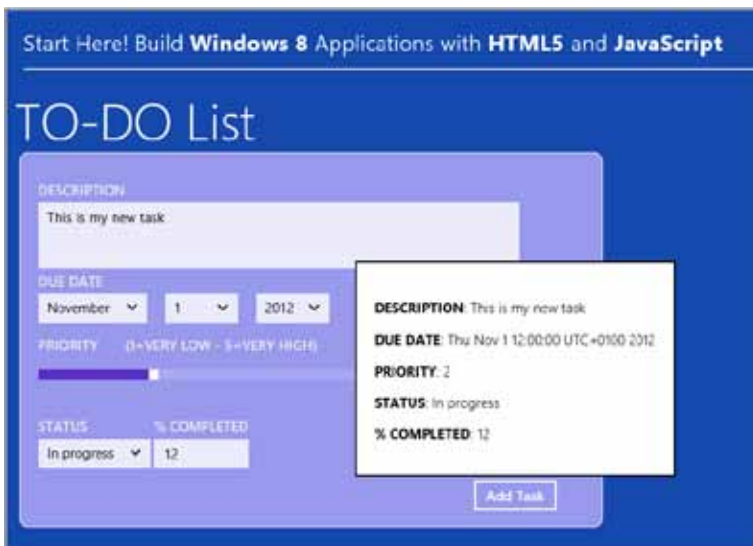 Start Here! Build Windows 8 Applications with HTML5 and JavaScript
TO-DO List
DESCRIPTION
This is my new task
DUE DATE
November 1 2012
PRIORITY (1=VERY LOW - 5=VERY HIGH)
STATUS % COMPLETED
In progress 12
DESCRIPTION: This is my new task
DUE DATE: Thu Nov 1 12:00:00 UTC+0100 2012
PRIORITY: 2
STATUS: In progress
% COMPLETED: 12
Add Task